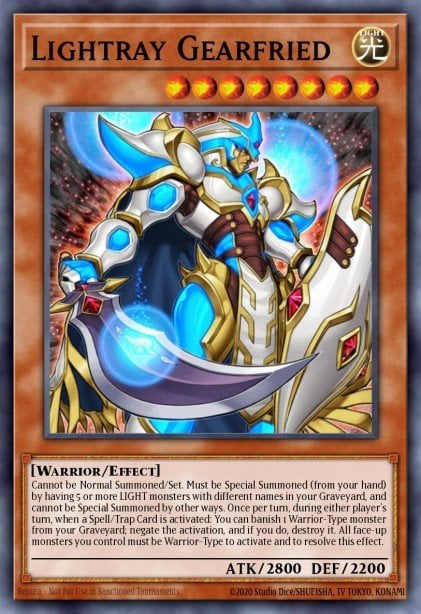 LIGHTRAY GEARFRIED
LIGHT
光
[WARRIOR/EFFECT]
Cannot be Normal Summoned/Set. Must be Special Summoned (from your hand)
by having 5 or more LIGHT monsters with different names in your Graveyard, and
cannot be Special Summoned by other ways. Once per turn, during either player's
turn, when a Spell/Trap Card is activated: You can banish 1 Warrior-Type monster
from your Graveyard; negate the activation, and if you do, destroy it. All face-up
monsters you control must be Warrior-Type to activate and to resolve this effect.
ATK/2800 DEF/2200
Replica - Not For Use in Sanctioned Tournaments
©2020 Studio Dice/SHUEISHA, TV TOKYO, KONAMI